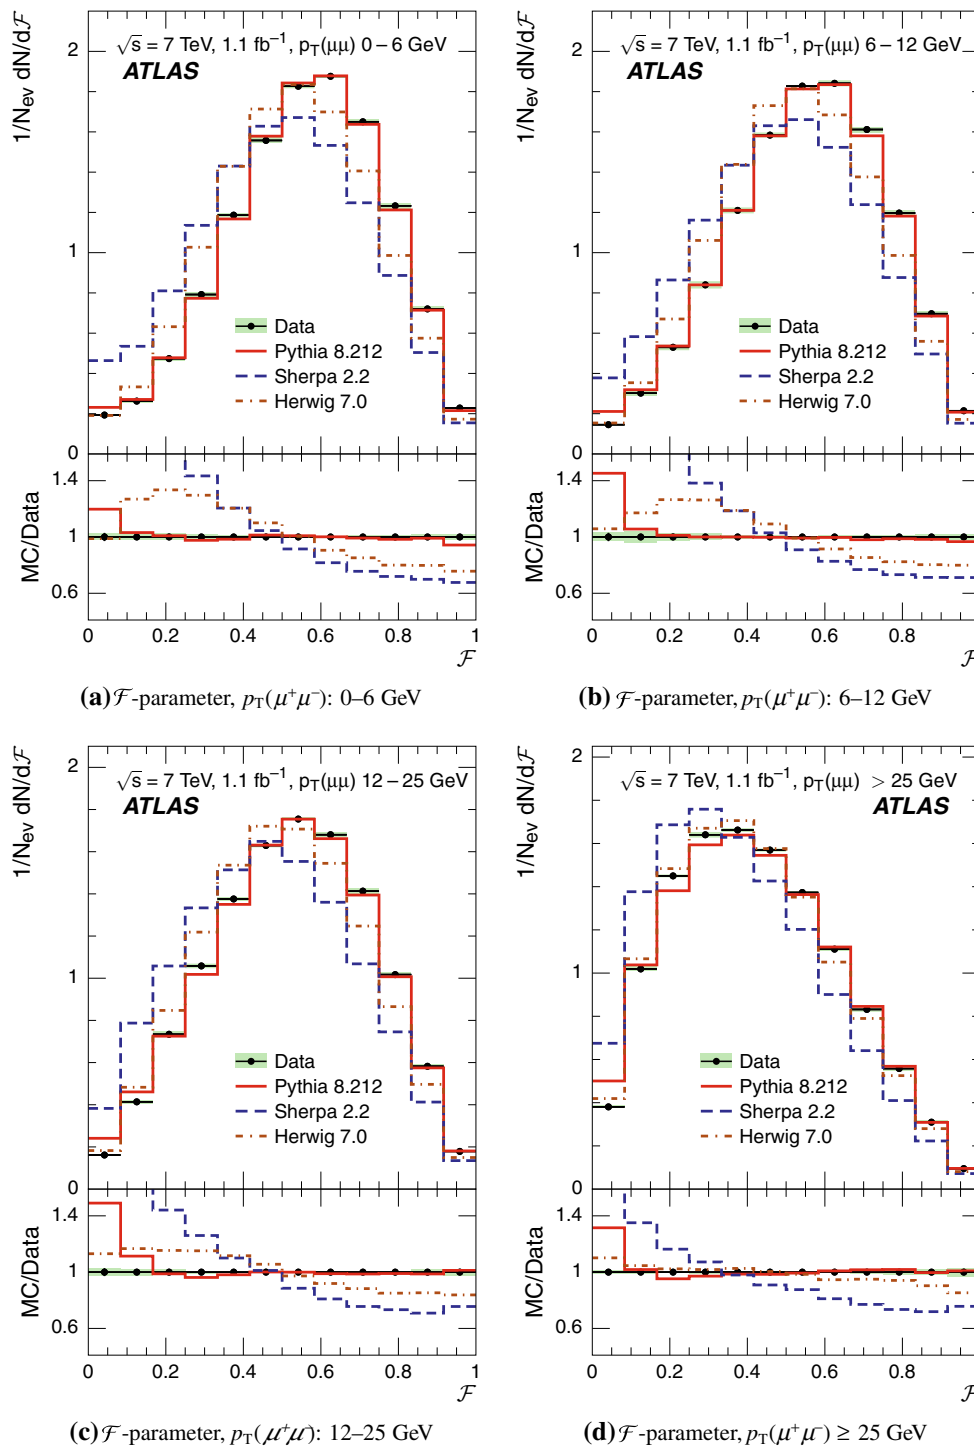 √s = 7 TeV, 1.1 fb⁻¹, p_T(μμ) 0 – 6 GeV
ATLAS
1/N_ev dN/dℱ
2
1
0
Data
Pythia 8.212
Sherpa 2.2
Herwig 7.0
MC/Data
1.4
1
0.6
0 0.2 0.4 0.6 0.8 1
ℱ
(a) ℱ-parameter, p_T(μ⁺μ⁻): 0–6 GeV
√s = 7 TeV, 1.1 fb⁻¹, p_T(μμ) 6 – 12 GeV
ATLAS
1/N_ev dN/dℱ
2
1
0
Data
Pythia 8.212
Sherpa 2.2
Herwig 7.0
MC/Data
1.4
1
0.6
0 0.2 0.4 0.6 0.8
ℱ
(b) ℱ-parameter, p_T(μ⁺μ⁻): 6–12 GeV
√s = 7 TeV, 1.1 fb⁻¹, p_T(μμ) 12 – 25 GeV
ATLAS
1/N_ev dN/dℱ
2
1
0
Data
Pythia 8.212
Sherpa 2.2
Herwig 7.0
MC/Data
1.4
1
0.6
0 0.2 0.4 0.6 0.8 1
ℱ
(c) ℱ-parameter, p_T(μ⁺μ⁻): 12–25 GeV
√s = 7 TeV, 1.1 fb⁻¹, p_T(μμ) > 25 GeV
ATLAS
1/N_ev dN/dℱ
2
1
0
Data
Pythia 8.212
Sherpa 2.2
Herwig 7.0
MC/Data
1.4
1
0.6
0 0.2 0.4 0.6 0.8
ℱ
(d) ℱ-parameter, p_T(μ⁺μ⁻) ≥ 25 GeV